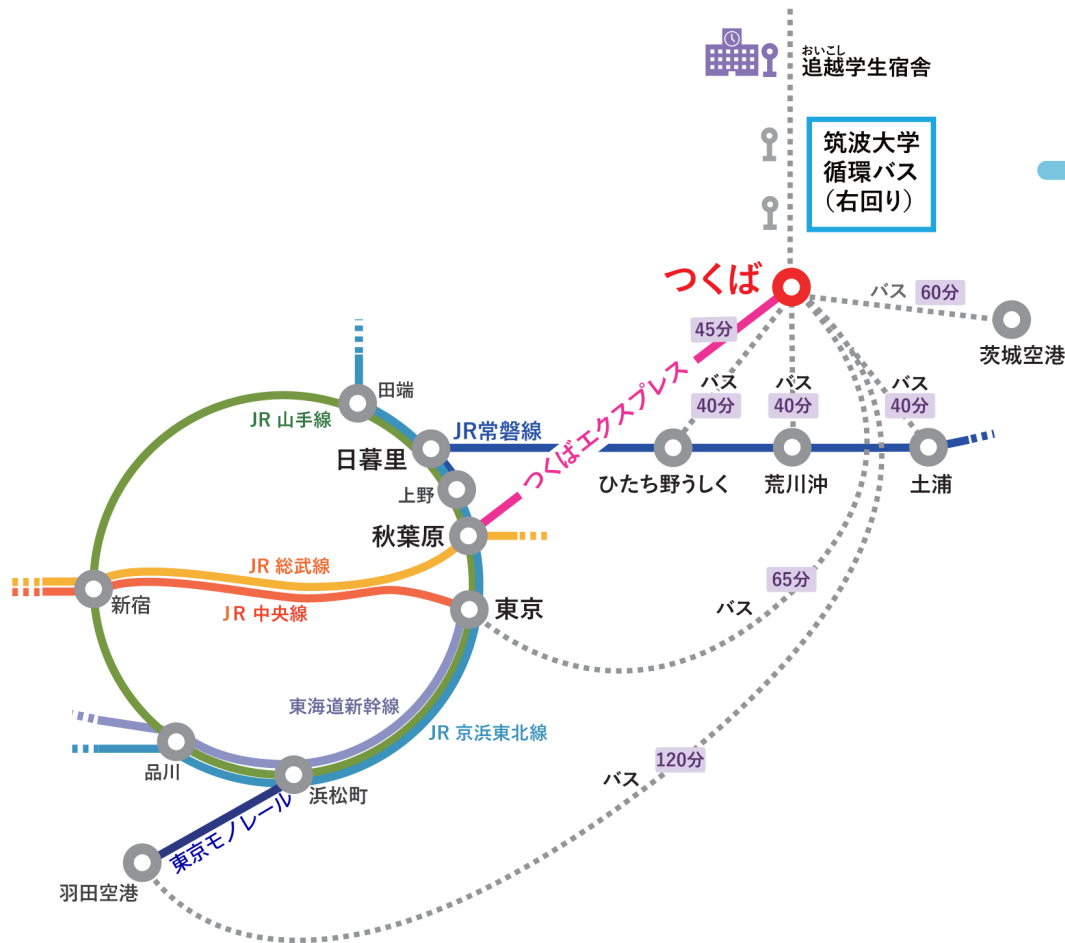 おいこし
追越学生宿舎
筑波大学
循環バス
(右回り)
つくば
バス 60分
茨城空港
45分
バス
40分
バス
40分
バス
40分
つくばエクスプレス
田端
JR 山手線
JR常磐線
日暮里
上野
ひたち野うしく
荒川沖
土浦
秋葉原
JR 総武線
新宿
JR 中央線
東京
65分
バス
東海道新幹線
JR 京浜東北線
品川
浜松町
120分
バス
東京モノレール
羽田空港